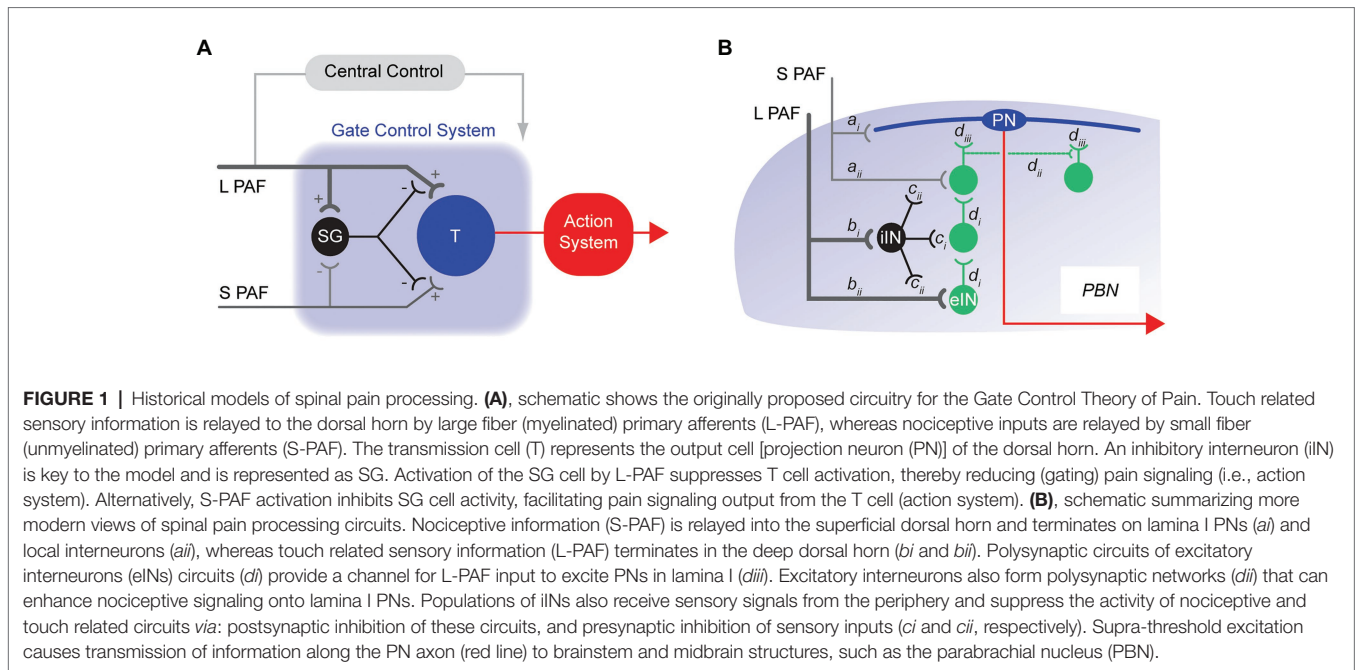 A
Central Control
Gate Control System
L PAF
+
-
+
SG
T
Action
System
-
-
+
S PAF
B
S PAF
L PAF
PN
ai
diii
diii
aii
dii
cii
bi
iIN
ci
di
cii
di
bii
eIN
PBN
FIGURE 1 | Historical models of spinal pain processing. (A), schematic shows the originally proposed circuitry for the Gate Control Theory of Pain. Touch related
sensory information is relayed to the dorsal horn by large fiber (myelinated) primary afferents (L-PAF), whereas nociceptive inputs are relayed by small fiber
(unmyelinated) primary afferents (S-PAF). The transmission cell (T) represents the output cell [projection neuron (PN)] of the dorsal horn. An inhibitory interneuron (iIN)
is key to the model and is represented as SG. Activation of the SG cell by L-PAF suppresses T cell activation, thereby reducing (gating) pain signaling (i.e., action
system). Alternatively, S-PAF activation inhibits SG cell activity, facilitating pain signaling output from the T cell (action system). (B), schematic summarizing more
modern views of spinal pain processing circuits. Nociceptive information (S-PAF) is relayed into the superficial dorsal horn and terminates on lamina I PNs (ai) and
local interneurons (aii), whereas touch related sensory information (L-PAF) terminates in the deep dorsal horn (bi and bii). Polysynaptic circuits of excitatory
interneurons (eINs) circuits (di) provide a channel for L-PAF input to excite PNs in lamina I (diii). Excitatory interneurons also form polysynaptic networks (dii) that can
enhance nociceptive signaling onto lamina I PNs. Populations of iINs also receive sensory signals from the periphery and suppress the activity of nociceptive and
touch related circuits via: postsynaptic inhibition of these circuits, and presynaptic inhibition of sensory inputs (ci and cii, respectively). Supra-threshold excitation
causes transmission of information along the PN axon (red line) to brainstem and midbrain structures, such as the parabrachial nucleus (PBN).